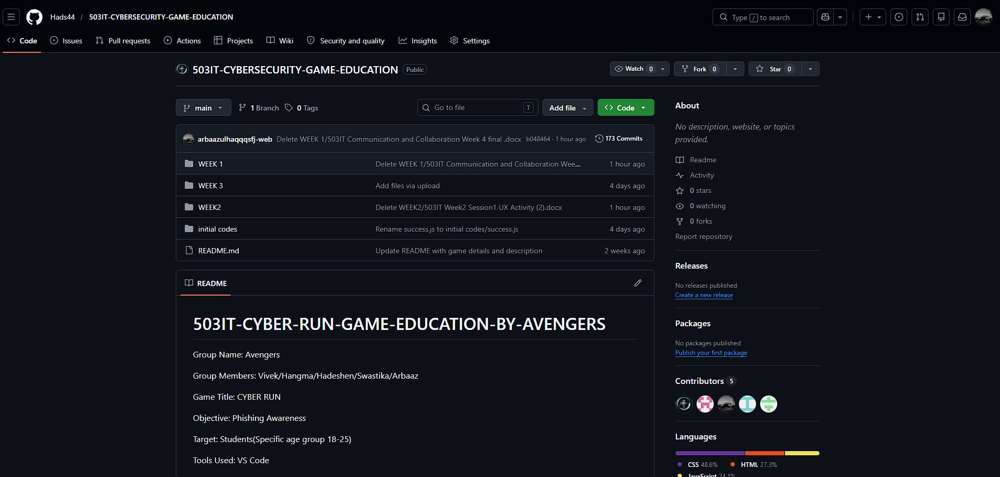 Hads44 / 503IT-CYBERSECURITY-GAME-EDUCATION
Type / to search
Code Issues Pull requests Actions Projects Wiki Security and quality Insights Settings
503IT-CYBERSECURITY-GAME-EDUCATION Public
Watch 0 Fork 0 Star 0
main 1 Branch 0 Tags
Go to file T Add file Code
arbaazulhaqqqsfj-web Delete WEEK 1/503IT Communication and Collaboration Week 4 final .docx b048464 · 1 hour ago 173 Commits
WEEK 1 Delete WEEK 1/503IT Communication and Collaboration Wee... 1 hour ago
WEEK 3 Add files via upload 4 days ago
WEEK2 Delete WEEK2/503IT Week2 Session1 UX Activity (2).docx 1 hour ago
initial codes Rename success.js to initial codes/success.js 4 days ago
README.md Update README with game details and description 2 weeks ago
README
503IT-CYBER-RUN-GAME-EDUCATION-BY-AVENGERS
Group Name: Avengers
Group Members: Vivek/Hangma/Hadeshen/Swastika/Arbaaz
Game Title: CYBER RUN
Objective: Phishing Awareness
Target: Students(Specific age group 18-25)
Tools Used: VS Code
About
No description, website, or topics
provided.
Readme
Activity
0 stars
0 watching
0 forks
Report repository
Releases
No releases published
Create a new release
Packages
No packages published
Publish your first package
Contributors 5
Languages
CSS 48.6% HTML 27.3%
JavaScript 24.1%